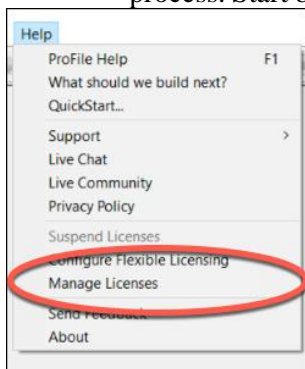 process. Start
Help
ProFile Help F1
What should we build next?
QuickStart...
Support >
Live Chat
Live Community
Privacy Policy
Suspend Licenses
Configure Flexible Licensing
Manage Licenses
Send Feedback
About